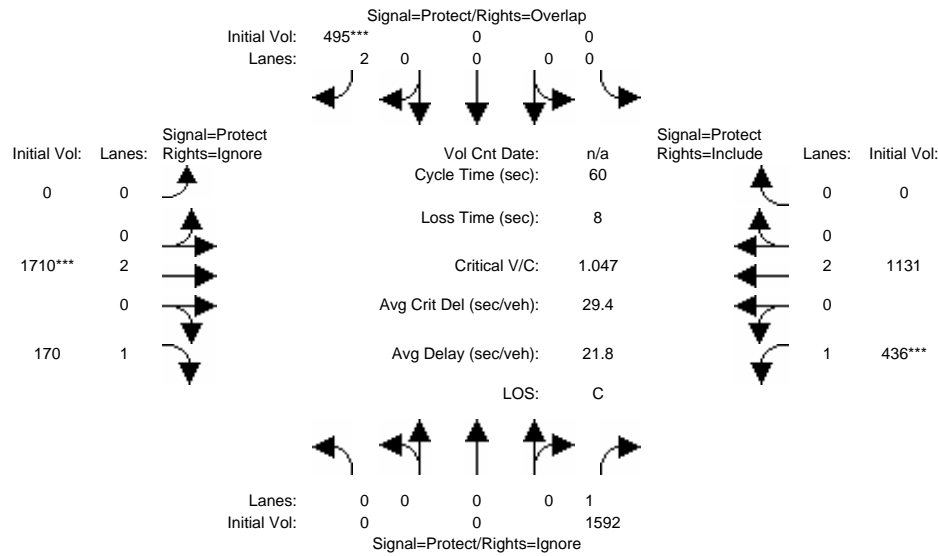 Signal=Protect/Rights=Overlap
Initial Vol: 495*** 0 0
Lanes: 2 0 0 0 0
Signal=Protect Signal=Protect
Initial Vol: Lanes: Rights=Ignore Vol Cnt Date: n/a Rights=Include Lanes: Initial Vol:
Cycle Time (sec): 60
0 0 0 0
Loss Time (sec): 8
0 0
1710*** 2 Critical V/C: 1.047 2 1131
0 Avg Crit Del (sec/veh): 29.4 0
170 1 Avg Delay (sec/veh): 21.8 1 436***
LOS: C
Lanes: 0 0 0 0 1
Initial Vol: 0 0 1592
Signal=Protect/Rights=Ignore